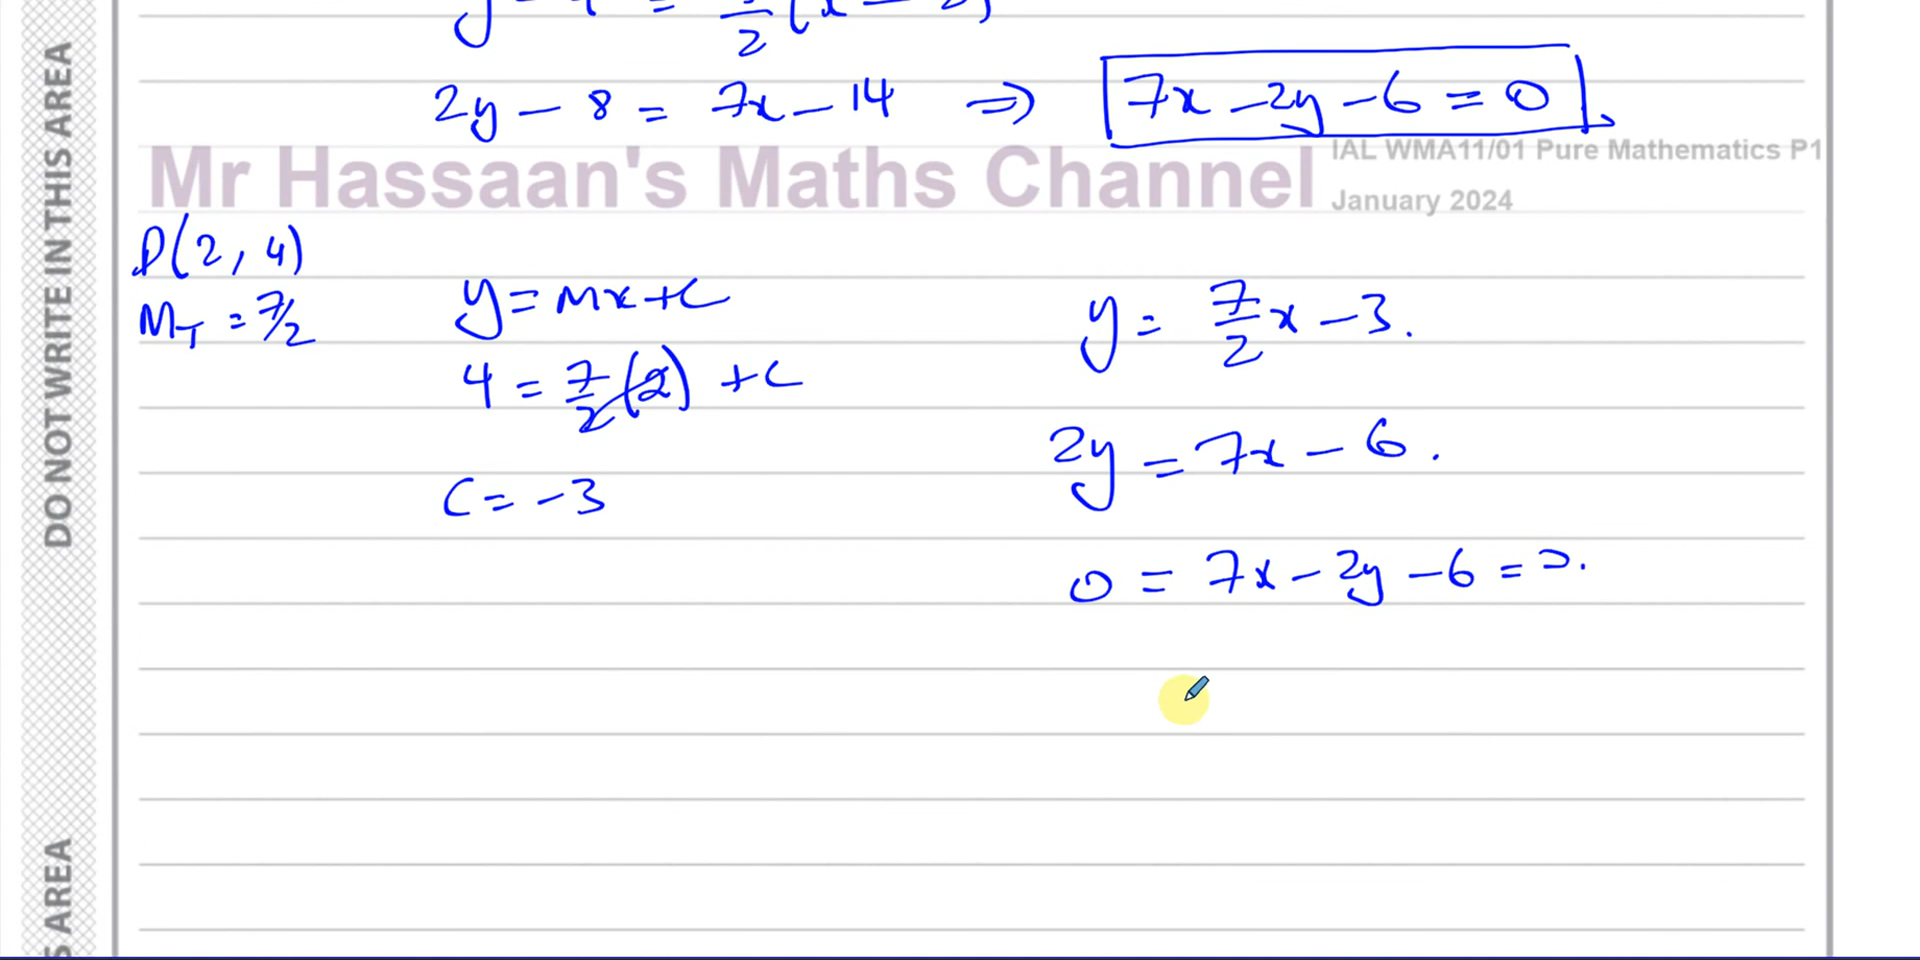 DO NOT WRITE IN THIS AREA
2y - 8 = 7x - 14 ⇒ 7x - 2y - 6 = 0
Mr Hassaan's Maths Channel
IAL WMA11/01 Pure Mathematics P1
January 2024
P(2, 4)
M_T = 7/2
y = mx + c
4 = 7/2 (2) + c
c = -3
y = 7/2 x - 3.
2y = 7x - 6.
0 = 7x - 2y - 6 = 0.
S AREA